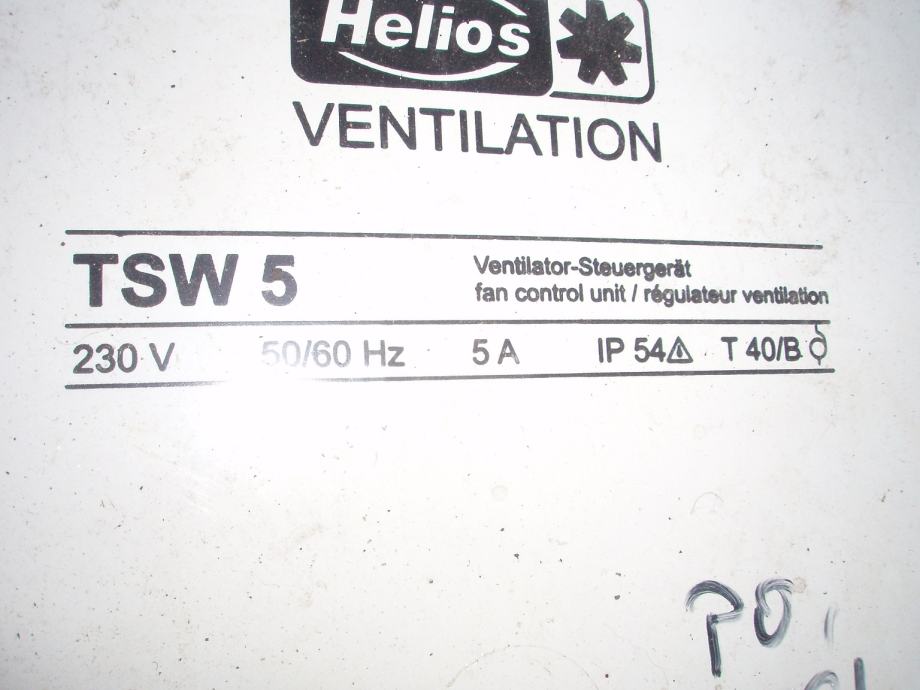 Helios
VENTILATION
TSW 5
Ventilator-Steuergerät
fan control unit / régulateur ventilation
230 V 50/60 Hz 5 A IP 54 T 40/B